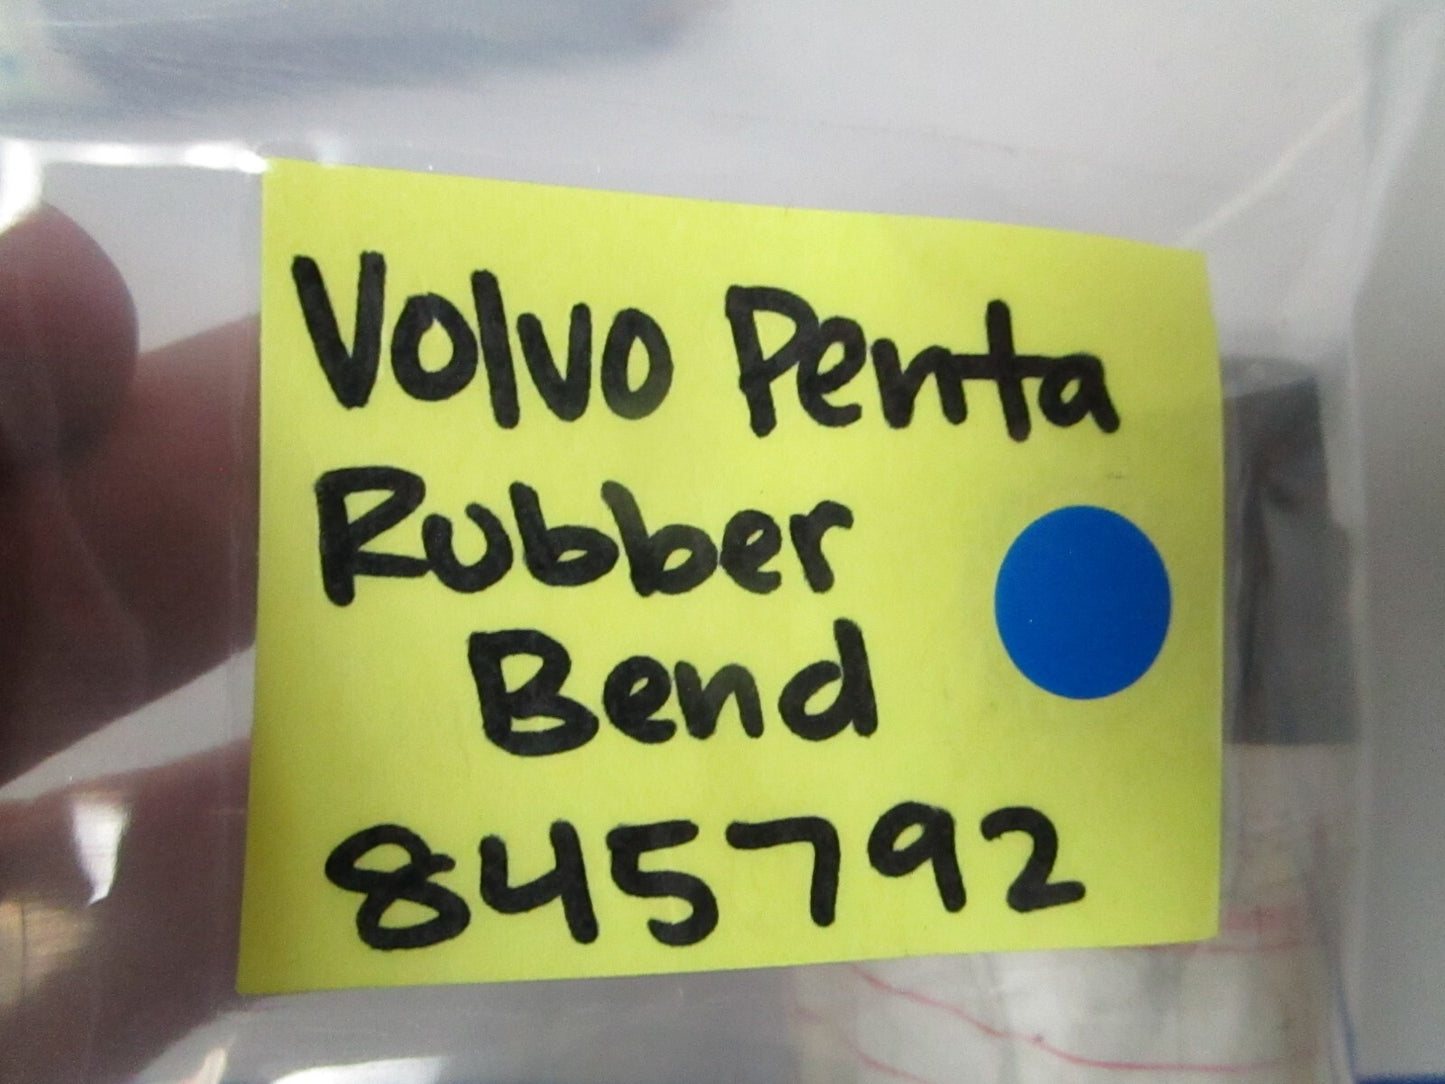 Volvo Penta
Rubber
Bend
845792